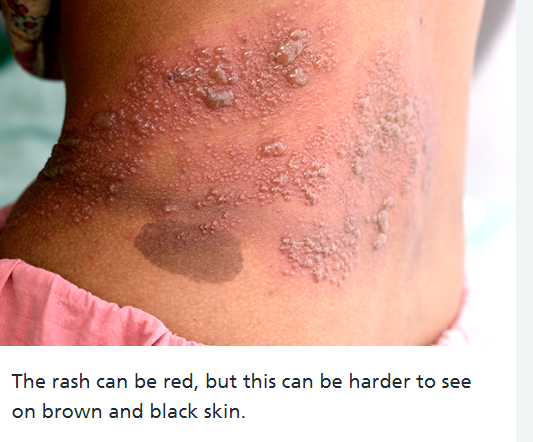 The rash can be red, but this can be harder to see
on brown and black skin.